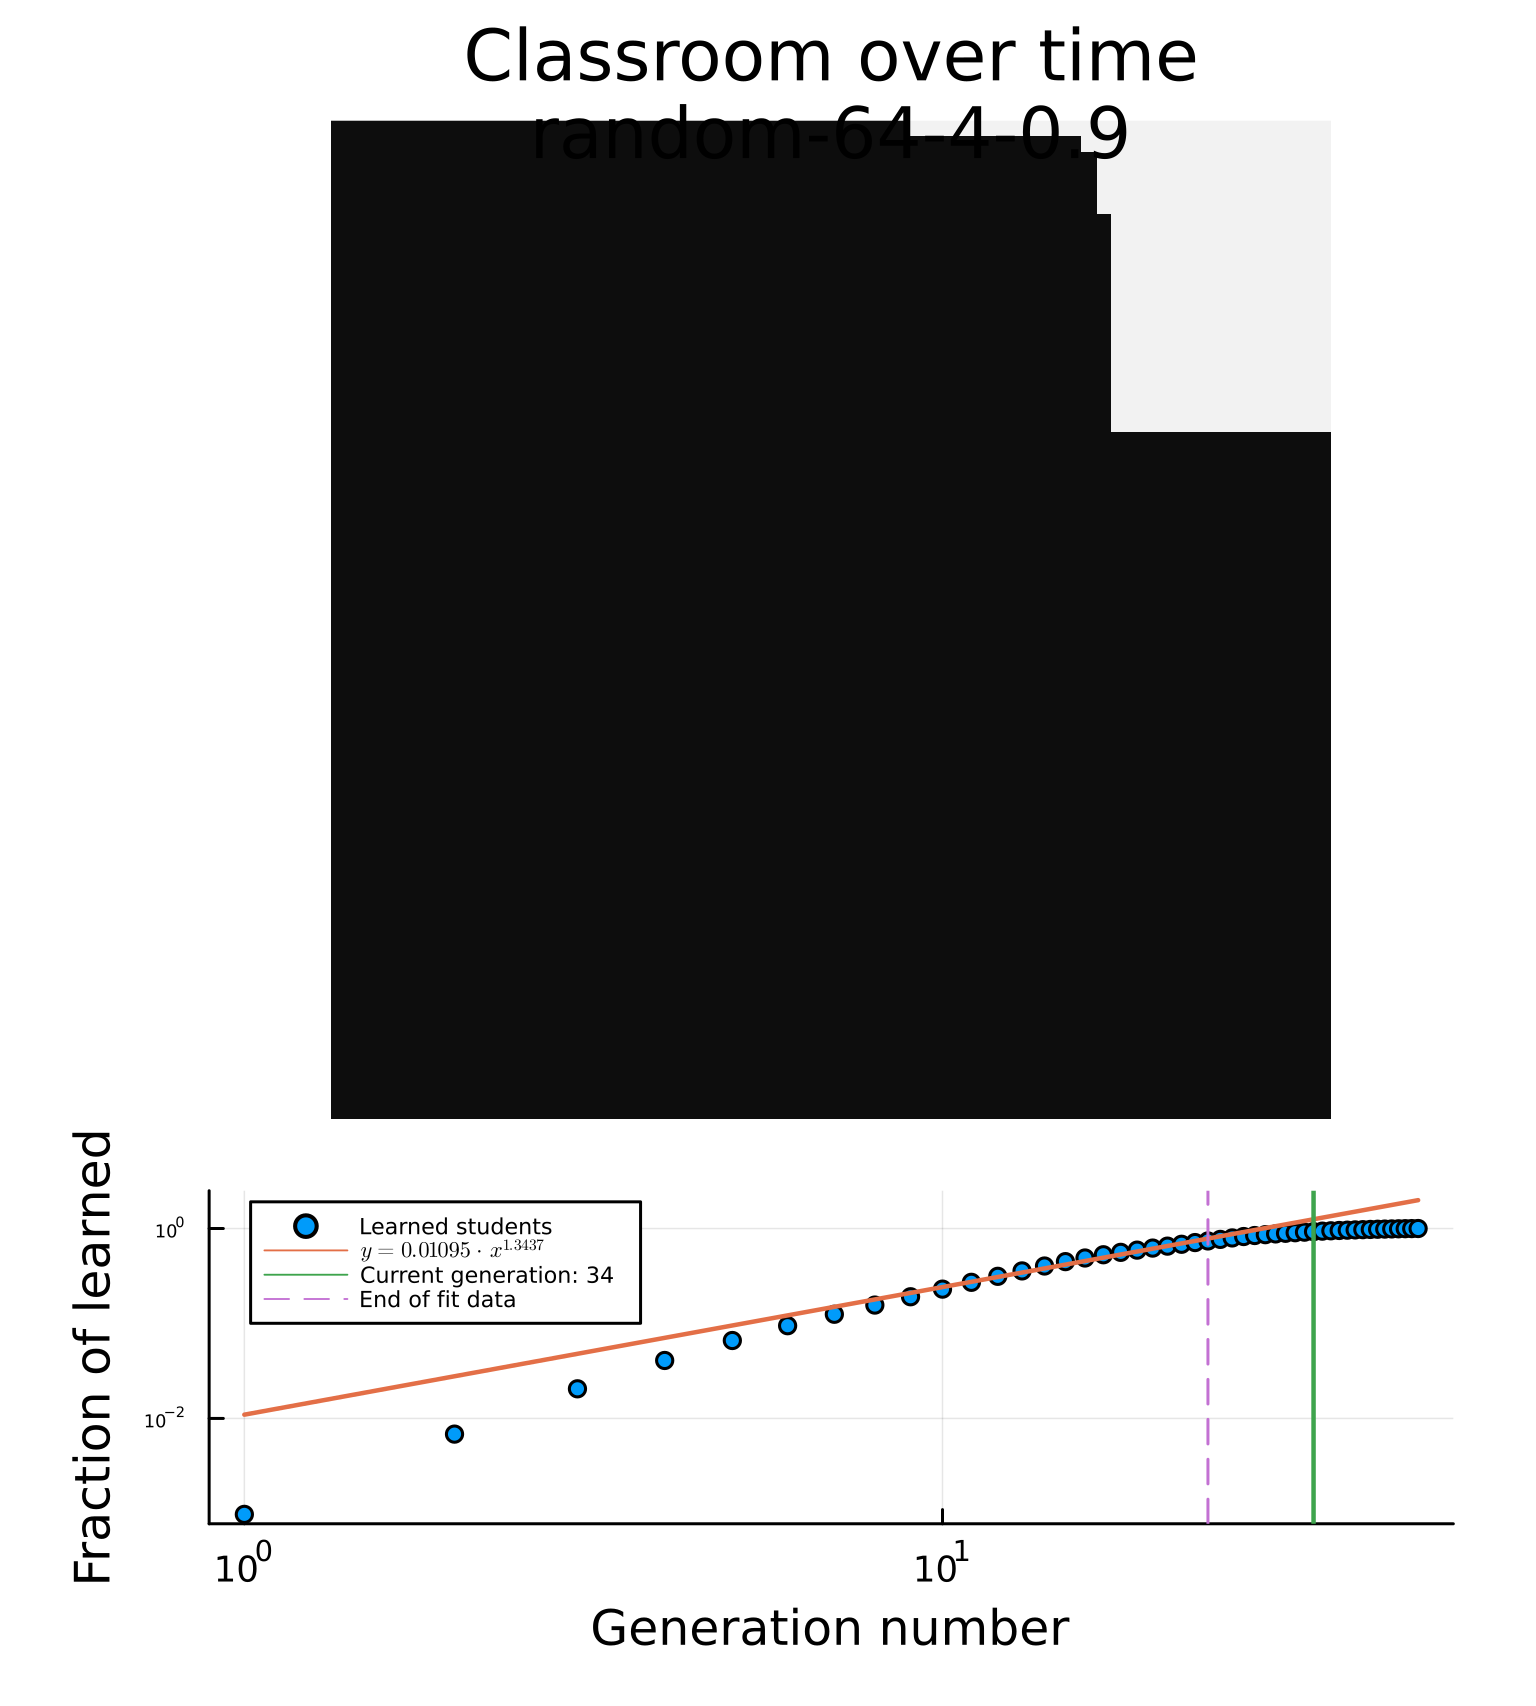 Classroom over time
random-64-4-0.9
Fraction of learned
10^0
10^-2
Learned students
y = 0.01095 · x^1.3437
Current generation: 34
End of fit data
10^0
10^1
Generation number